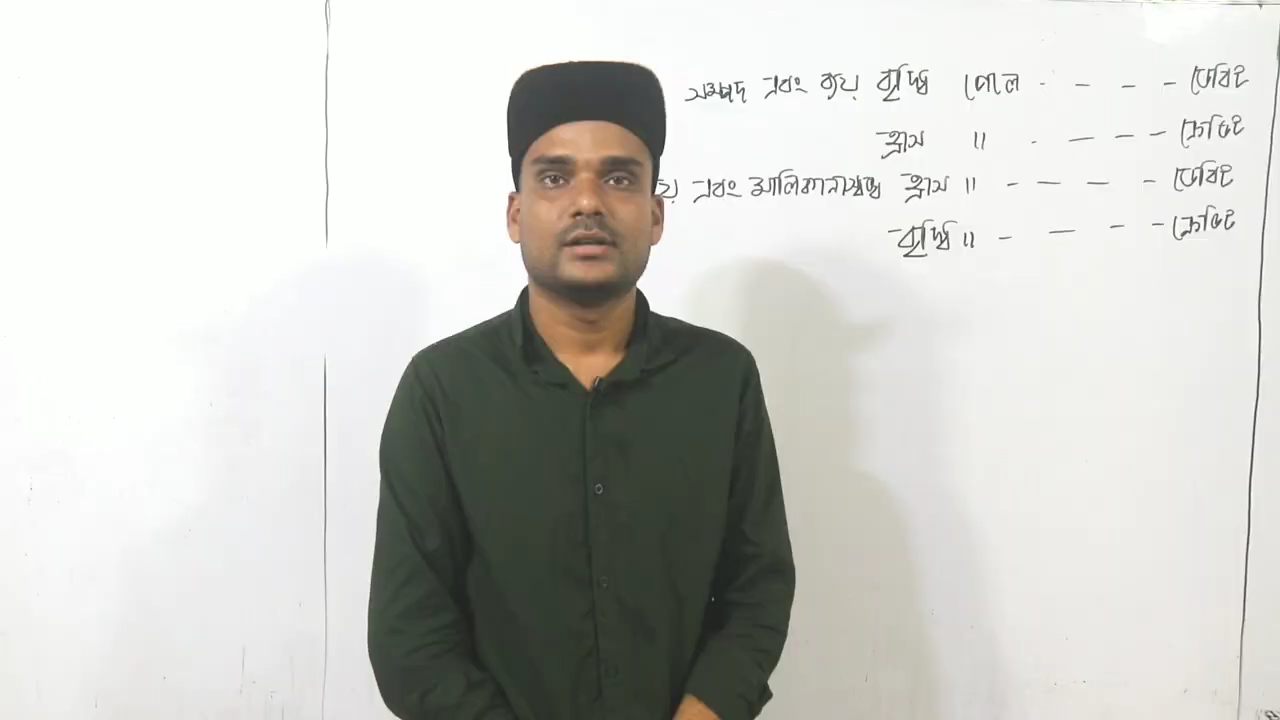 সম্পদ এবং ব্যয় বৃদ্ধি পেলে - - - - ডেবিট
হ্রাস " - - - - ক্রেডিট
য় এবং মালিকানাস্বত্ব হ্রাস " - - - - ডেবিট
বৃদ্ধি " - - - - ক্রেডিট